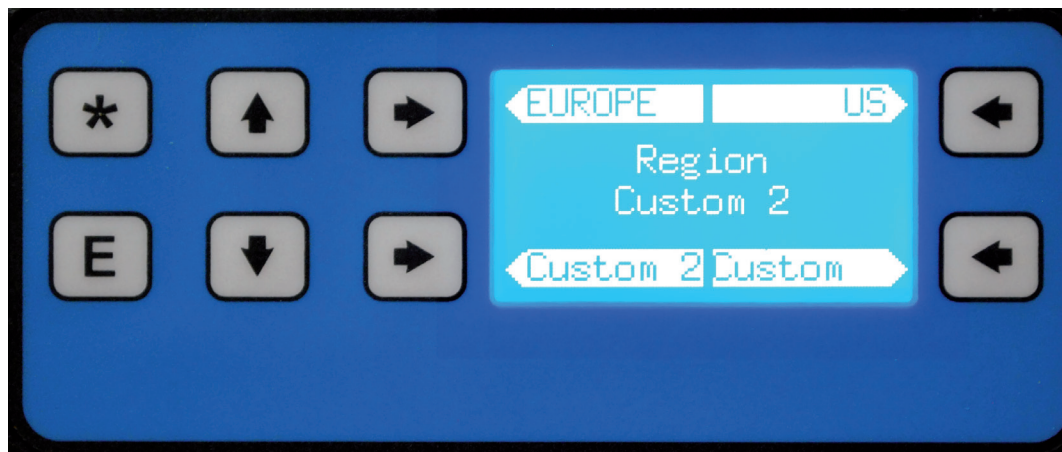 *
EUROPE US
Region
Custom 2
E
Custom 2 Custom